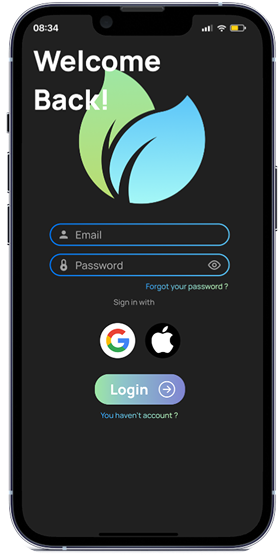 08:34
Welcome
Back!
Email
Password
Forgot your password ?
Sign in with
G
Login
You haven't account ?